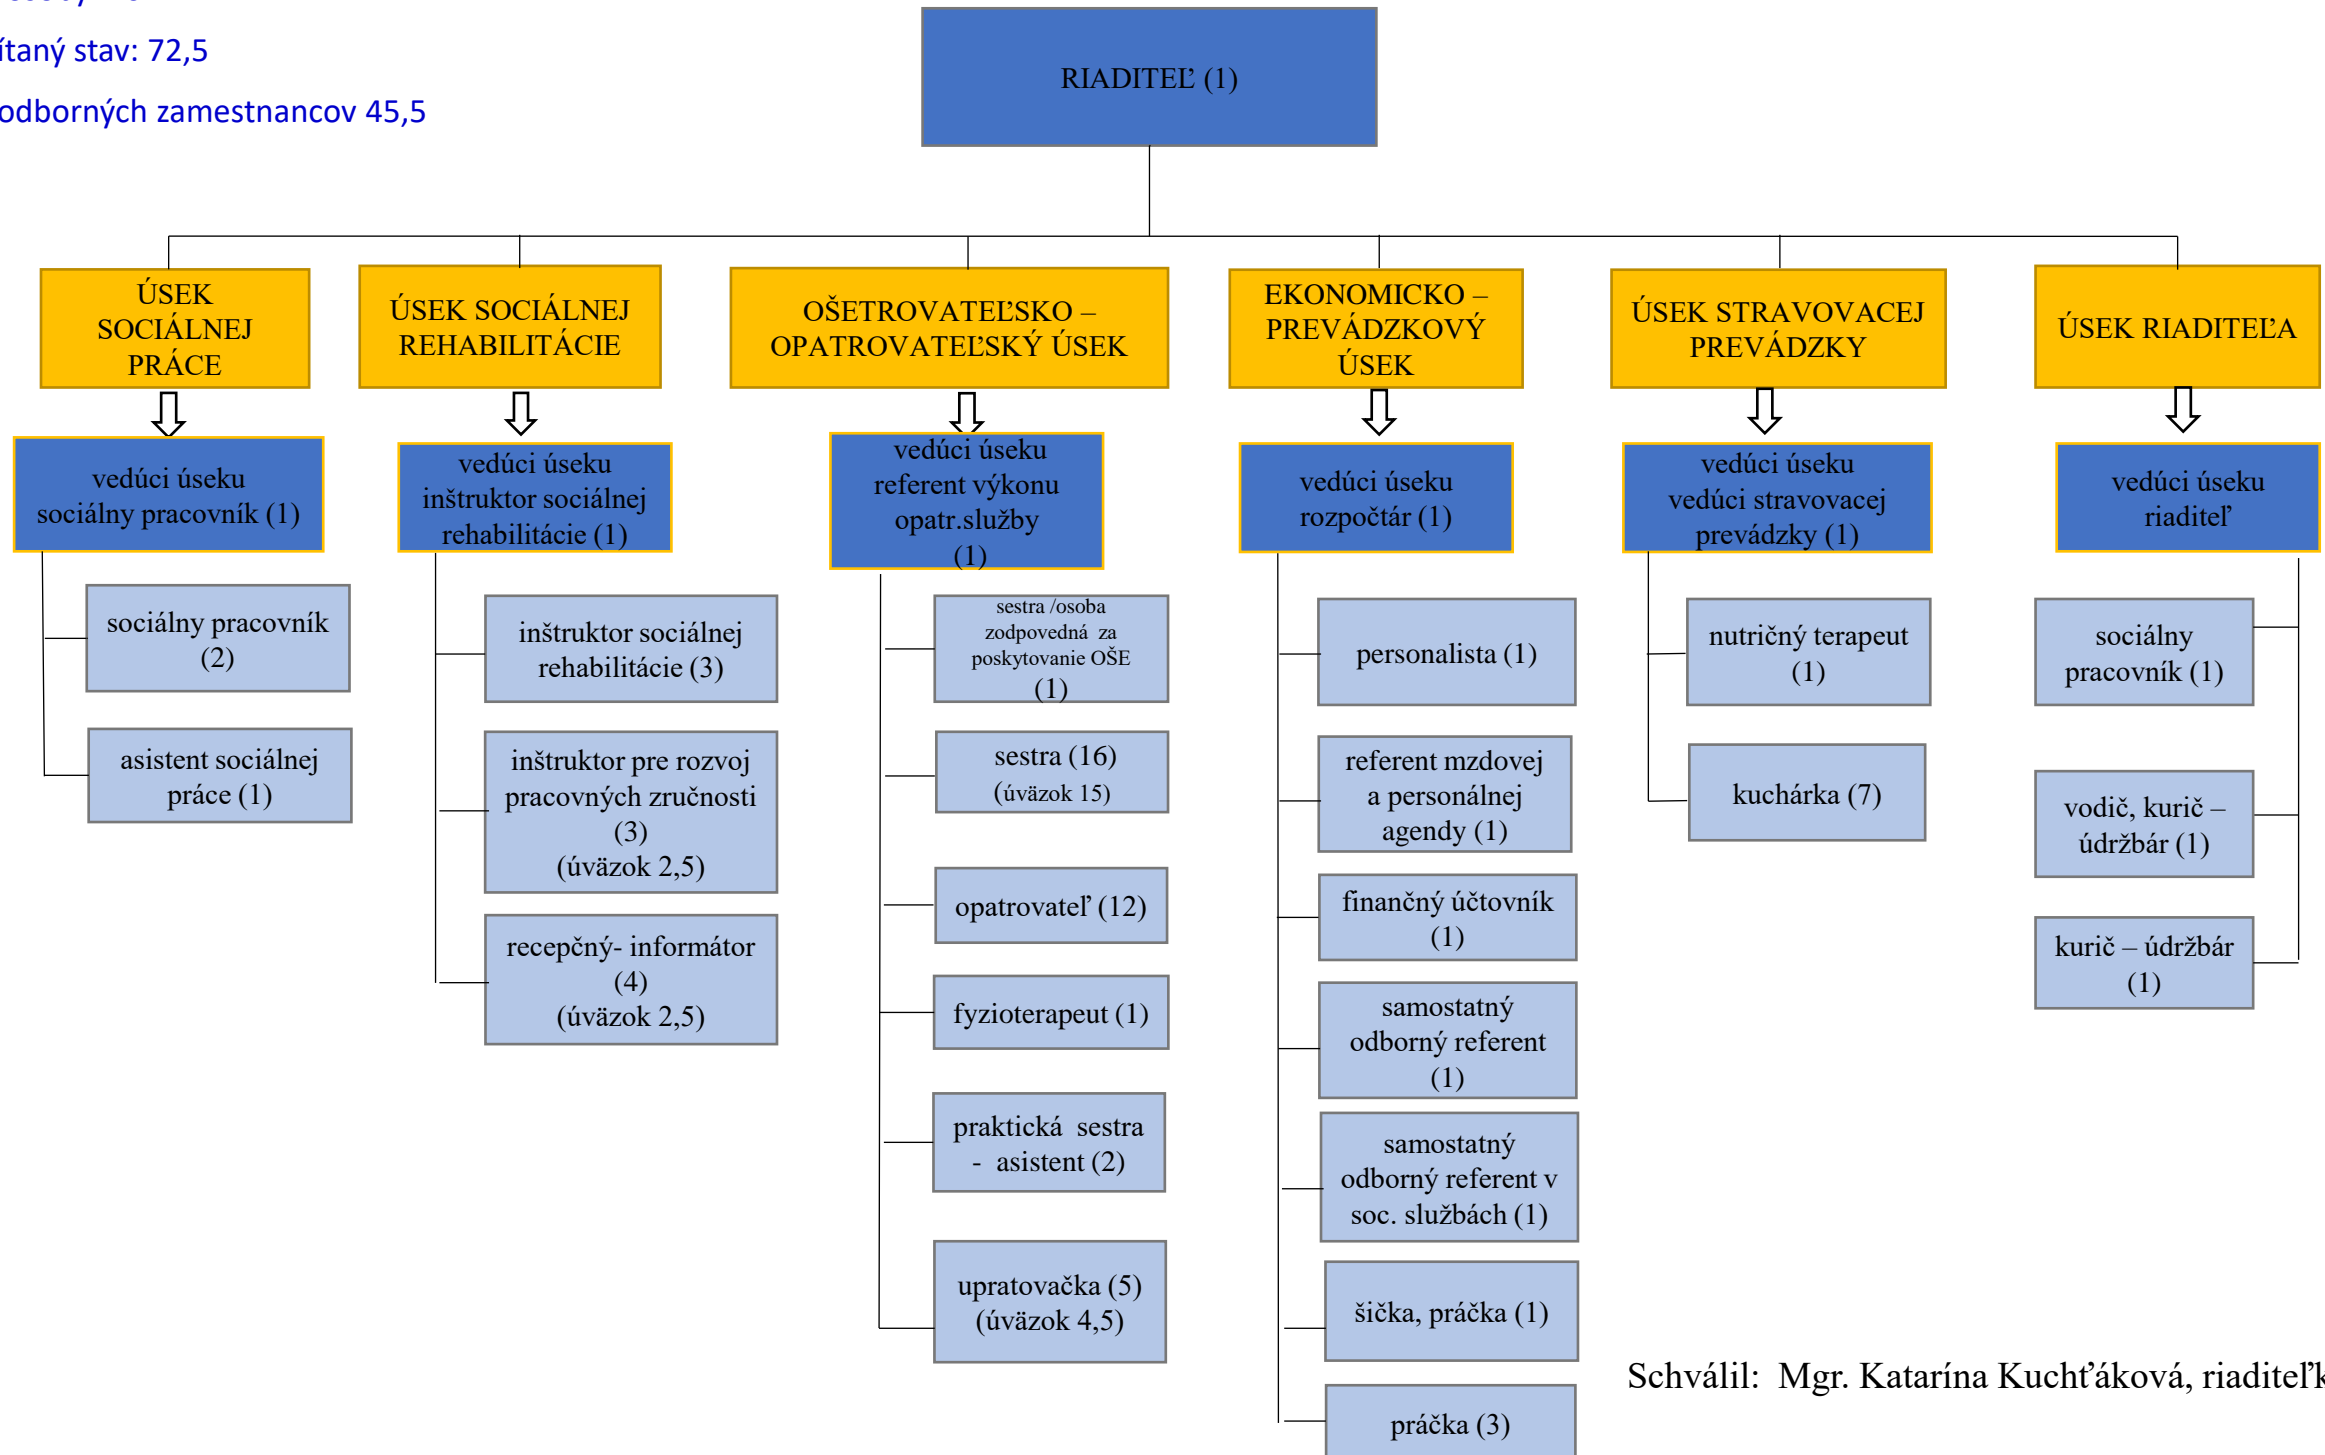 stav: 72,5
odborných zamestnancov 45,5
RIADITEĽ (1)
ÚSEK
SOCIÁLNEJ
PRÁCE
vedúci úseku
sociálny pracovník (1)
sociálny pracovník
(2)
asistent sociálnej
práce (1)
ÚSEK SOCIÁLNEJ
REHABILITÁCIE
vedúci úseku
inštruktor sociálnej
rehabilitácie (1)
inštruktor sociálnej
rehabilitácie (3)
inštruktor pre rozvoj
pracovných zručnosti
(3)
(úväzok 2,5)
recepčný- informátor
(4)
(úväzok 2,5)
OŠETROVATEĽSKO –
OPATROVATEĽSKÝ ÚSEK
vedúci úseku
referent výkonu
opatr.služby
(1)
sestra /osoba
zodpovedná za
poskytovanie OŠE
(1)
sestra (16)
(úväzok 15)
opatrovateľ (12)
fyzioterapeut (1)
praktická sestra
- asistent (2)
upratovačka (5)
(úväzok 4,5)
EKONOMICKO –
PREVÁDZKOVÝ
ÚSEK
vedúci úseku
rozpočtár (1)
personalista (1)
referent mzdovej
a personálnej
agendy (1)
finančný účtovník
(1)
samostatný
odborný referent
(1)
samostatný
odborný referent v
soc. službách (1)
šička, práčka (1)
práčka (3)
ÚSEK STRAVOVACEJ
PREVÁDZKY
vedúci úseku
vedúci stravovacej
prevádzky (1)
nutričný terapeut
(1)
kuchárka (7)
ÚSEK RIADITEĽA
vedúci úseku
riaditeľ
sociálny
pracovník (1)
vodič, kurič –
údržbár (1)
kurič – údržbár
(1)
Schválil: Mgr. Katarína Kuchťáková,